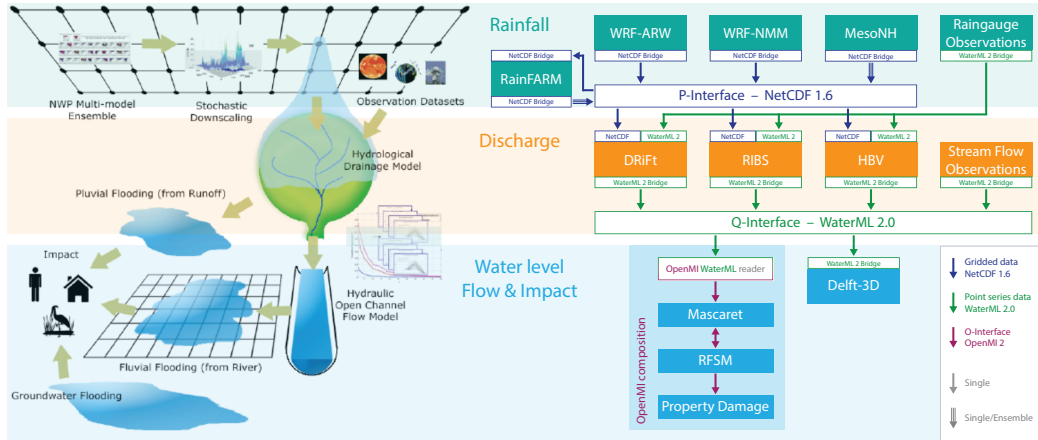 Rainfall
WRF-ARW
NetCDF Bridge
WRF-NMM
NetCDF Bridge
MesoNH
NetCDF Bridge
Raingauge
Observations
WaterML 2 Bridge
NetCDF Bridge
RainFARM
NetCDF Bridge
P-Interface – NetCDF 1.6
NWP Multi-model
Ensemble
Stochastic
Downscaling
Observation Datasets
Discharge
Hydrological
Drainage Model
NetCDF
WaterML 2
DRiFt
WaterML 2 Bridge
NetCDF
WaterML 2
RIBS
WaterML 2 Bridge
NetCDF
WaterML 2
HBV
WaterML 2 Bridge
Stream Flow
Observations
WaterML 2 Bridge
Pluvial Flooding (from Runoff)
Q-Interface – WaterML 2.0
Impact
Water level
Flow & Impact
Hydraulic
Open Channel
Flow Model
Fluvial Flooding (from River)
Groundwater Flooding
OpenMI composition
OpenMI WaterML reader
Mascaret
RFSM
Property Damage
WaterML 2 Bridge
Delft-3D
Gridded data
NetCDF 1.6
Point series data
WaterML 2.0
O-Interface
OpenMI 2
Single
Single/Ensemble